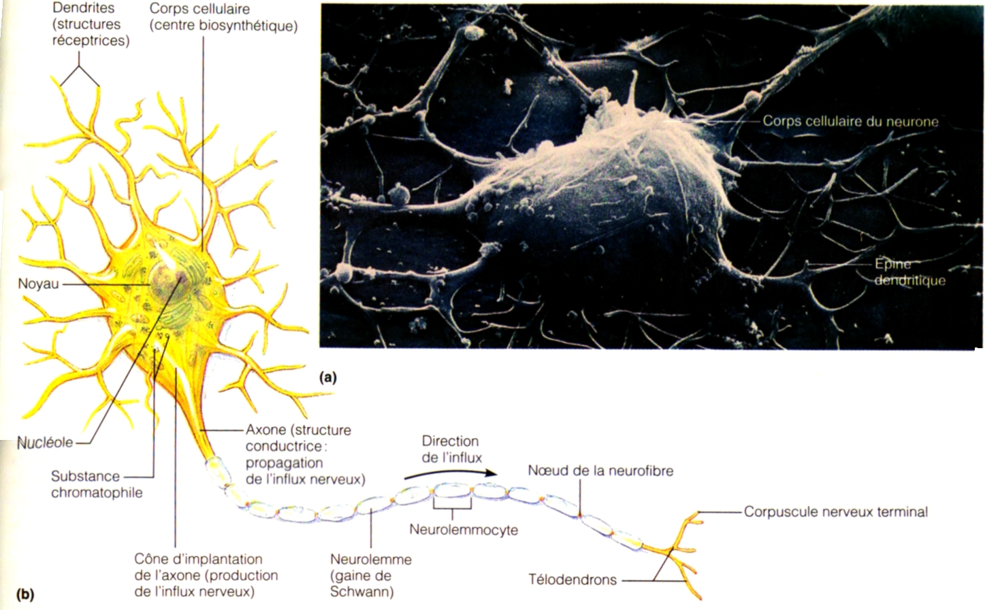 Dendrites
(structures
réceptrices)
Corps cellulaire
(centre biosynthétique)
Corps cellulaire du neurone
Épine
dendritique
Noyau
(a)
Nucléole
Substance
chromatophile
Axone (structure
conductrice :
propagation
de l'influx nerveux)
Direction
de l'influx
Nœud de la neurofibre
Corpuscule nerveux terminal
Neurolemmocyte
Cône d'implantation
de l'axone (production
de l'influx nerveux)
Neurolemme
(gaine de
Schwann)
Télodendrons
(b)